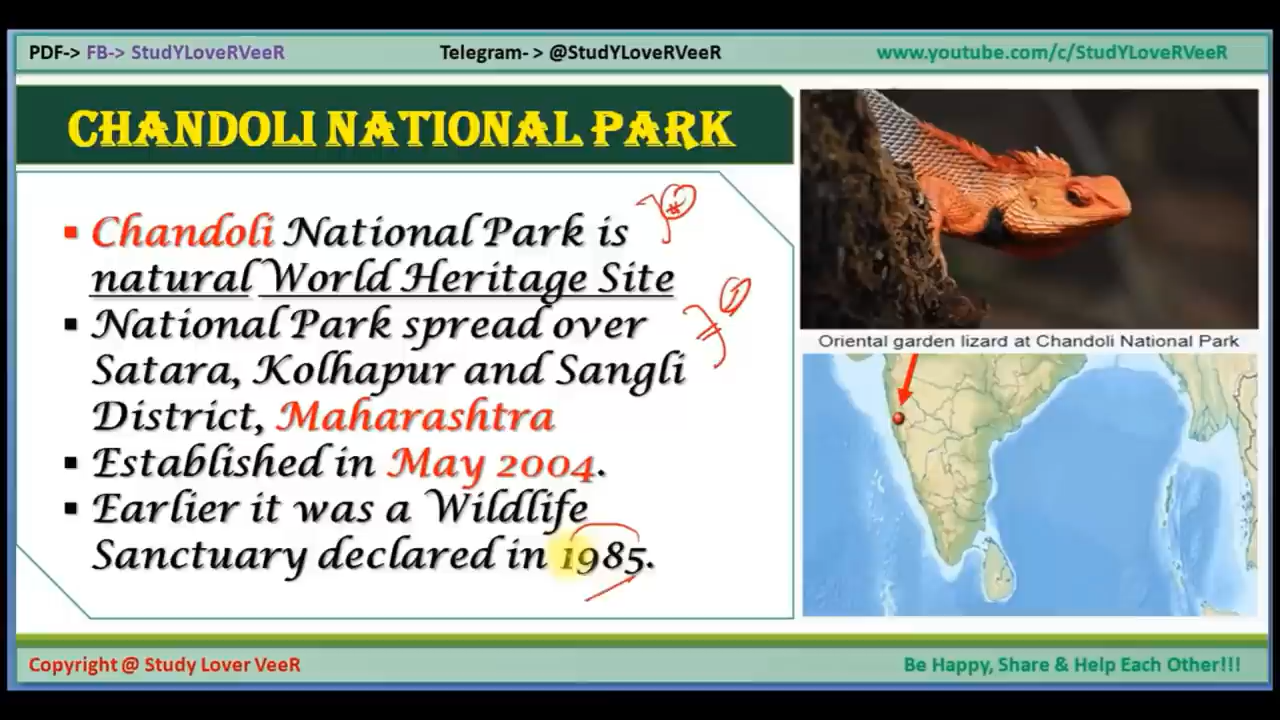 PDF-> FB-> StudYLoveRVeeR
Telegram- > @StudYLoveRVeeR
www.youtube.com/c/StudYLoveRVeeR
CHANDOLI NATIONAL PARK
▪ Chandoli National Park is
natural World Heritage Site
▪ National Park spread over
Satara, Kolhapur and Sangli
District, Maharashtra
▪ Established in May 2004.
▪ Earlier it was a Wildlife
Sanctuary declared in 1985.
Oriental garden lizard at Chandoli National Park
Copyright @ Study Lover VeeR
Be Happy, Share & Help Each Other!!!